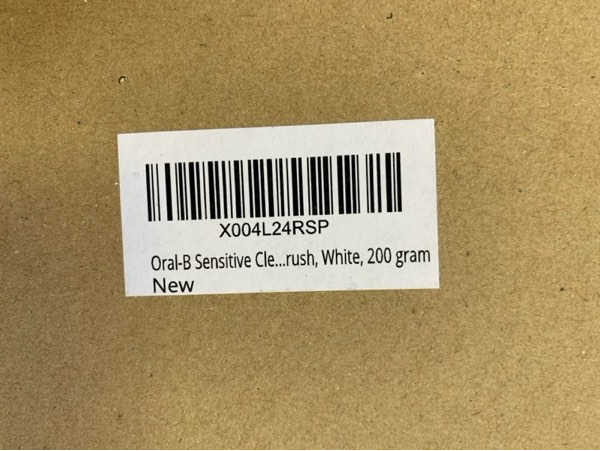 X004L24RSP
Oral-B Sensitive Cle...rush, White, 200 gram
New